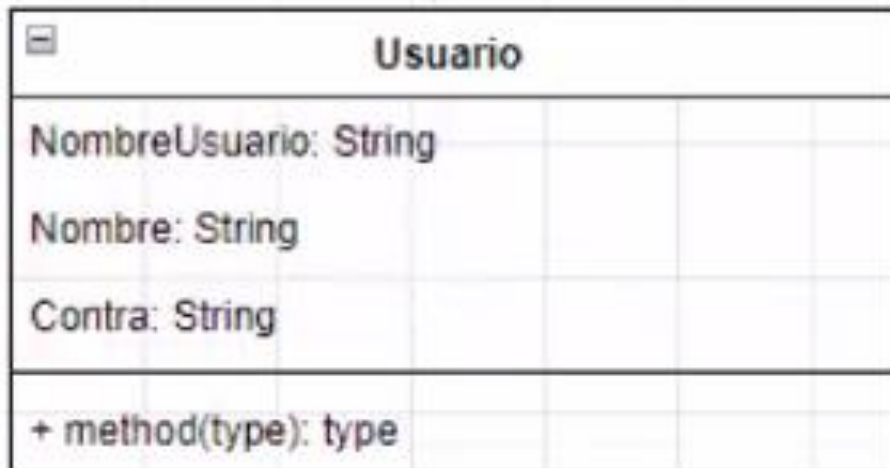 Usuario
NombreUsuario: String
Nombre: String
Contra: String
+ method(type): type